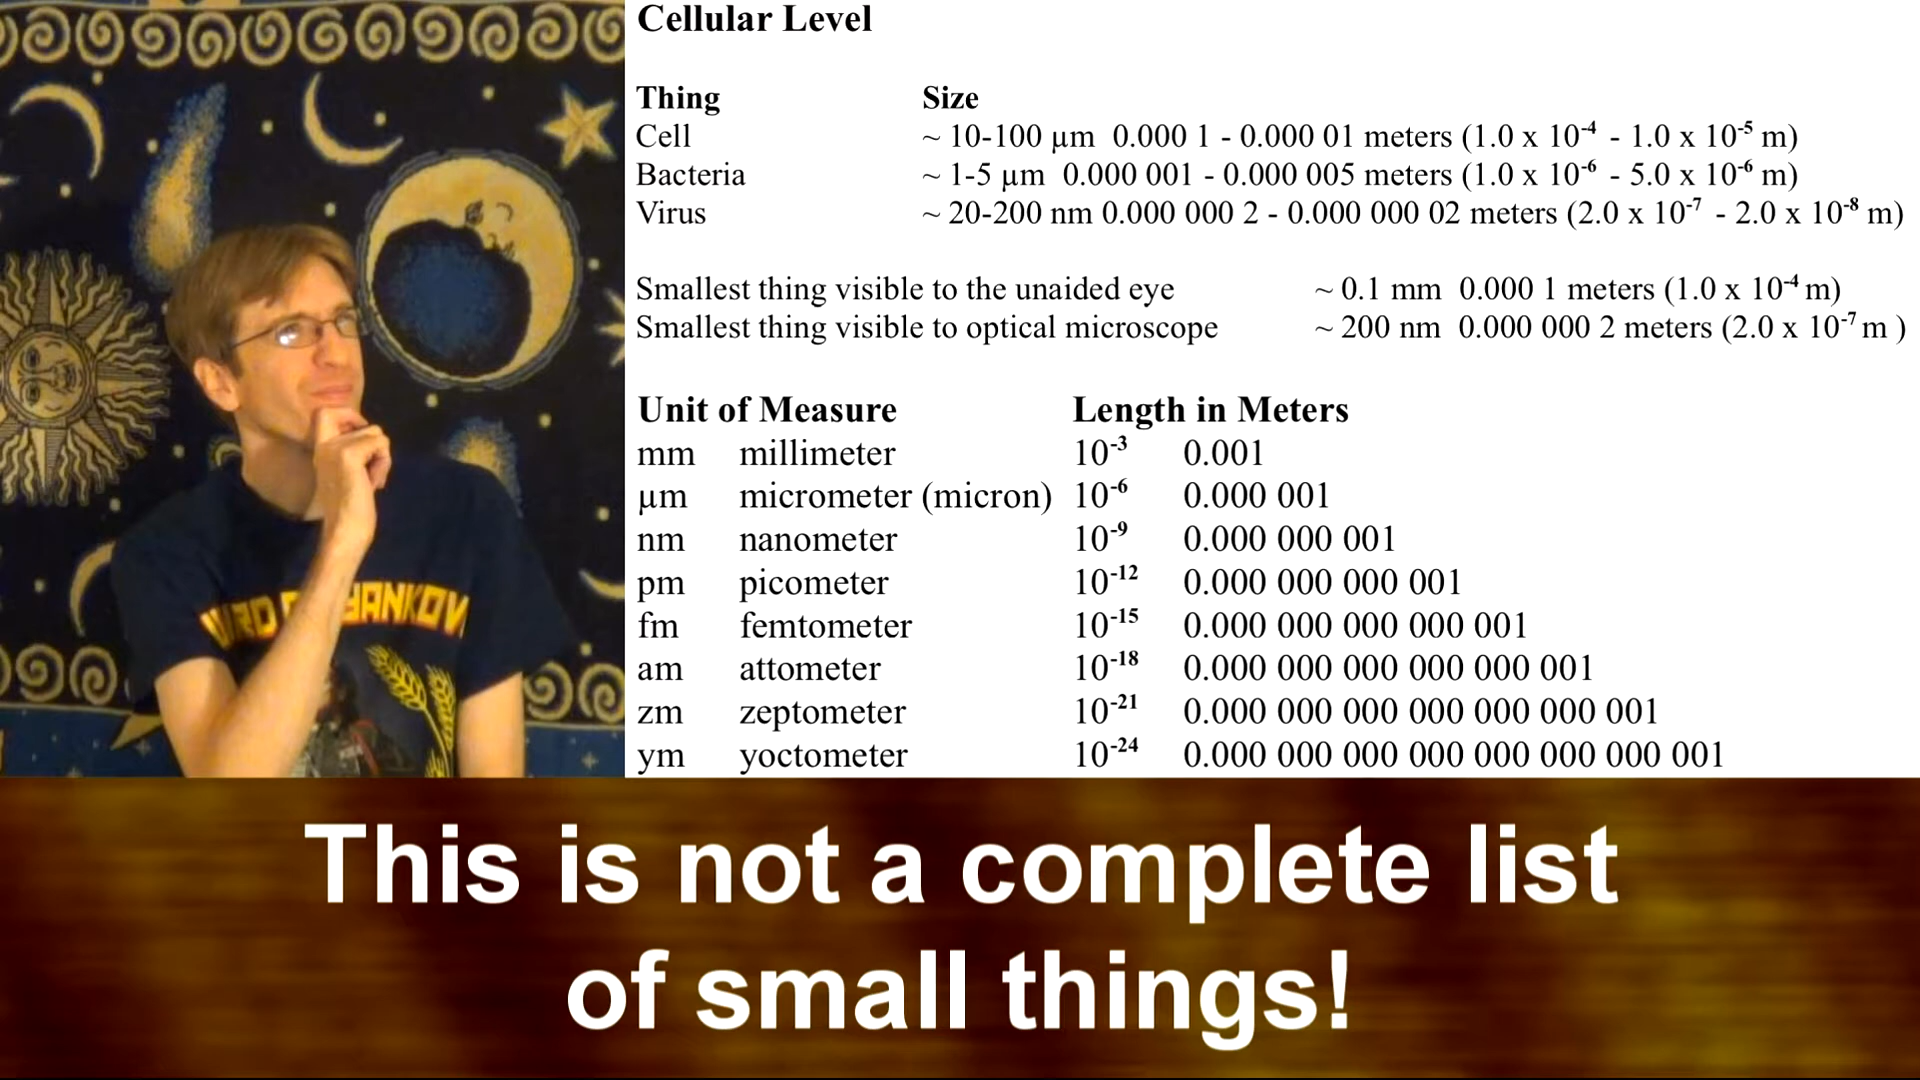 Cellular Level
Thing Size
Cell ~ 10-100 µm 0.000 1 - 0.000 01 meters (1.0 x 10⁻⁴ - 1.0 x 10⁻⁵ m)
Bacteria ~ 1-5 µm 0.000 001 - 0.000 005 meters (1.0 x 10⁻⁶ - 5.0 x 10⁻⁶ m)
Virus ~ 20-200 nm 0.000 000 2 - 0.000 000 02 meters (2.0 x 10⁻⁷ - 2.0 x 10⁻⁸ m)
Smallest thing visible to the unaided eye ~ 0.1 mm 0.000 1 meters (1.0 x 10⁻⁴ m)
Smallest thing visible to optical microscope ~ 200 nm 0.000 000 2 meters (2.0 x 10⁻⁷ m )
Unit of Measure Length in Meters
mm millimeter 10⁻³ 0.001
µm micrometer (micron) 10⁻⁶ 0.000 001
nm nanometer 10⁻⁹ 0.000 000 001
pm picometer 10⁻¹² 0.000 000 000 001
fm femtometer 10⁻¹⁵ 0.000 000 000 000 001
am attometer 10⁻¹⁸ 0.000 000 000 000 000 001
zm zeptometer 10⁻²¹ 0.000 000 000 000 000 000 001
ym yoctometer 10⁻²⁴ 0.000 000 000 000 000 000 000 001
This is not a complete list
of small things!